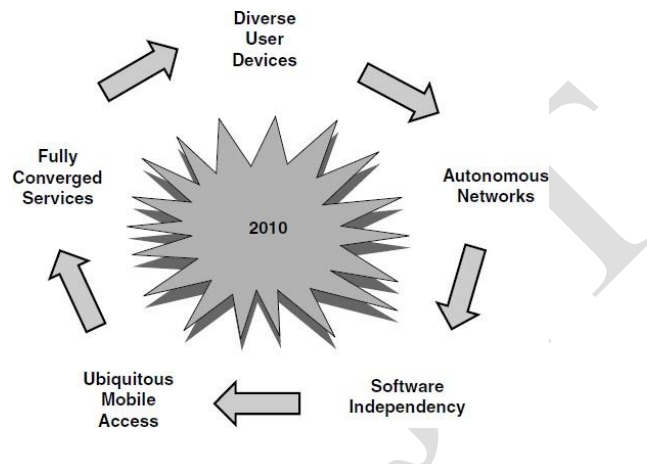 Diverse
User
Devices
Autonomous
Networks
Software
Independency
Ubiquitous
Mobile
Access
Fully
Converged
Services
2010